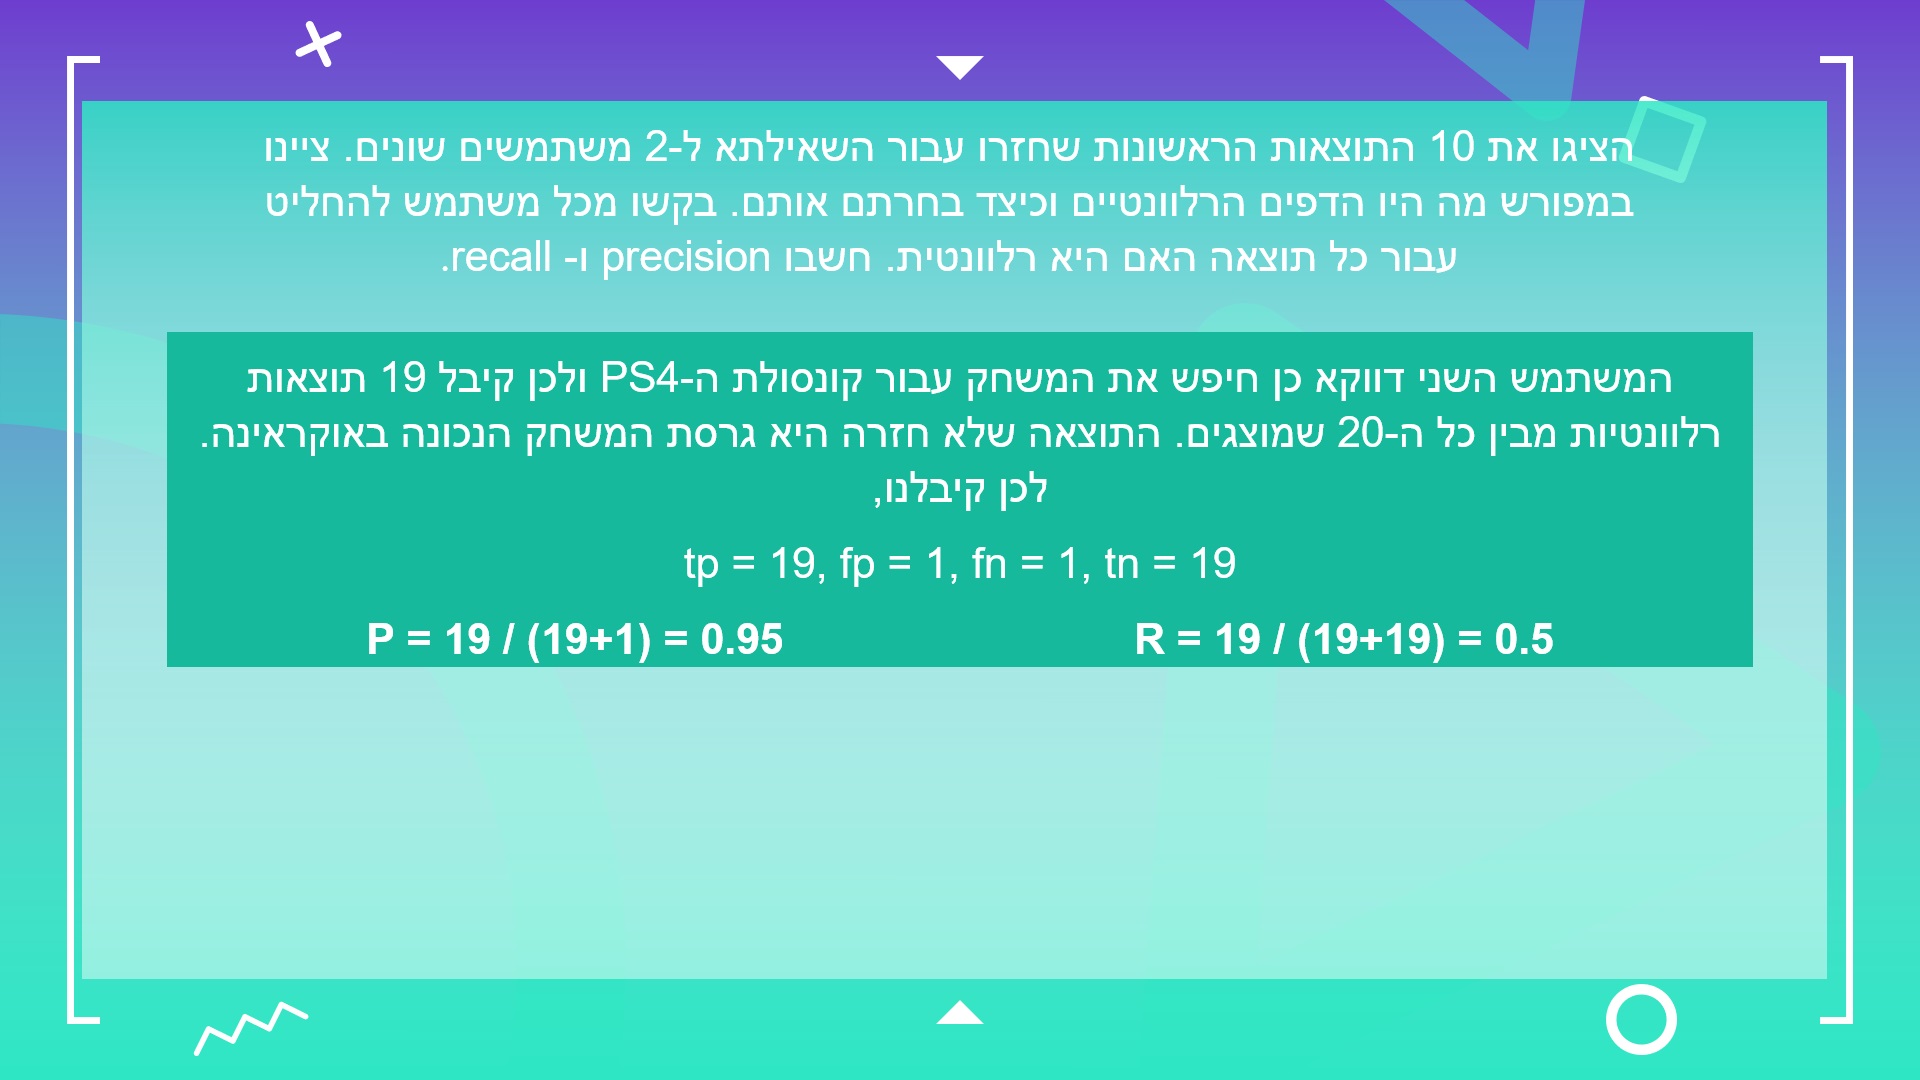 הציגו את 10 התוצאות הראשונות שחזרו עבור השאילתא ל-2 משתמשים שונים. ציינו
במפורש מה היו הדפים הרלוונטיים וכיצד בחרתם אותם. בקשו מכל משתמש להחליט
עבור כל תוצאה האם היא רלוונטית. חשבו precision ו- recall.
המשתמש השני דווקא כן חיפש את המשחק עבור קונסולת ה-PS4 ולכן קיבל 19 תוצאות
רלוונטיות מבין כל ה-20 שמוצגים. התוצאה שלא חזרה היא גרסת המשחק הנכונה באוקראינה.
לכן קיבלנו,
tp = 19, fp = 1, fn = 1, tn = 19
P = 19 / (19+1) = 0.95 R = 19 / (19+19) = 0.5